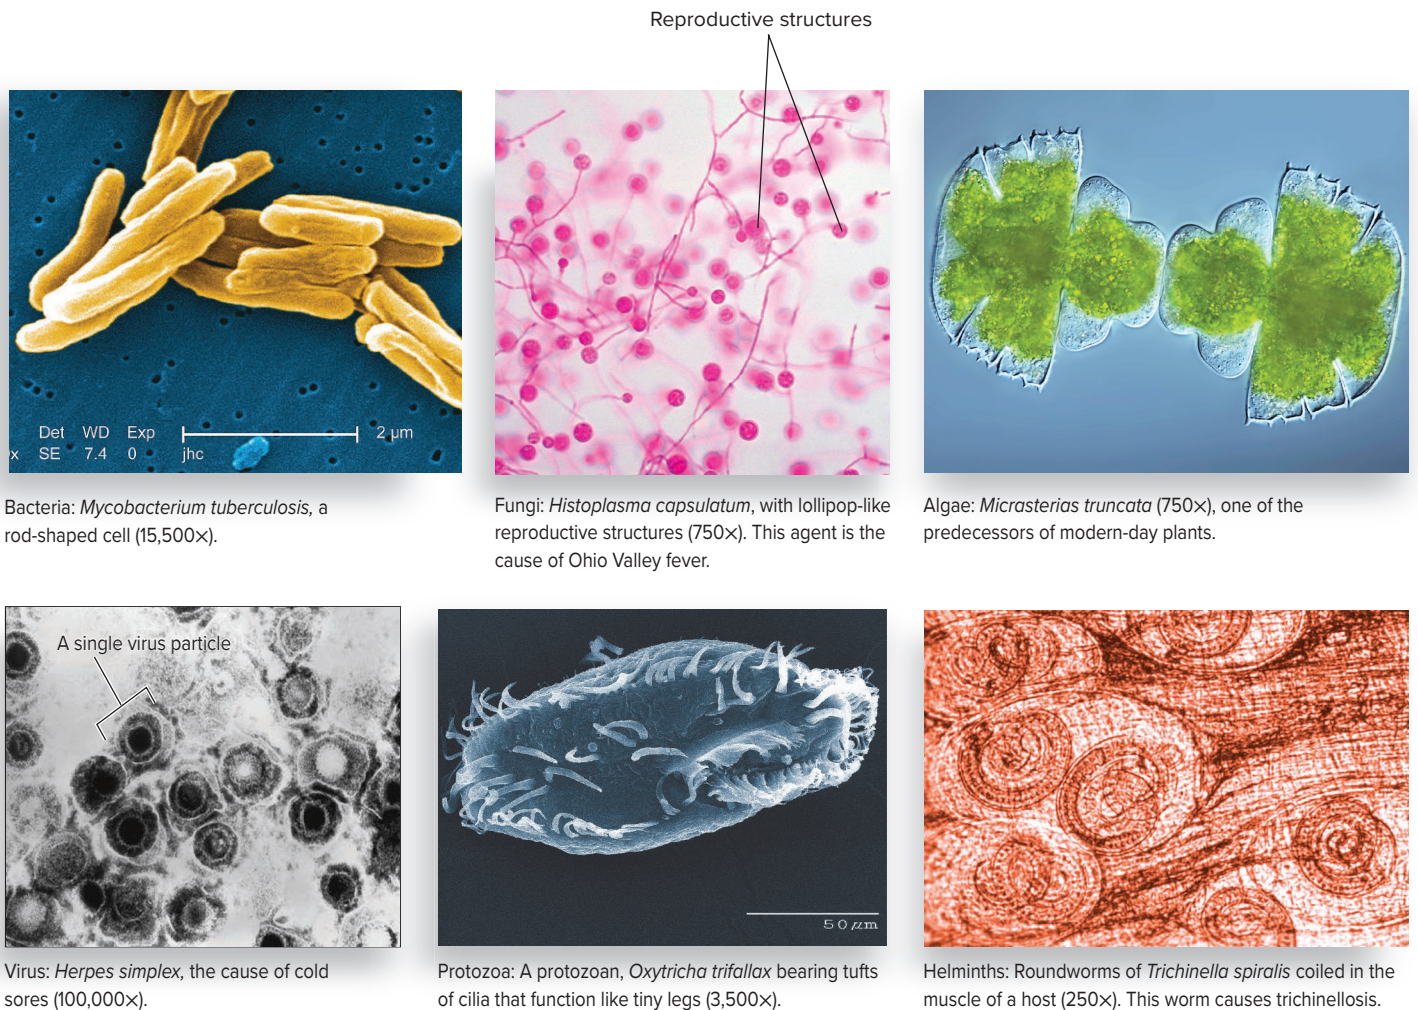 Reproductive structures
Det WD Exp
2 µm
x SE 7.4 0 jhc
Bacteria: Mycobacterium tuberculosis, a
rod-shaped cell (15,500×).
Fungi: Histoplasma capsulatum, with lollipop-like
reproductive structures (750×). This agent is the
cause of Ohio Valley fever.
Algae: Micrasterias truncata (750×), one of the
predecessors of modern-day plants.
A single virus particle
Virus: Herpes simplex, the cause of cold
sores (100,000×).
50 µm
Protozoa: A protozoan, Oxytricha trifallax bearing tufts
of cilia that function like tiny legs (3,500×).
Helminths: Roundworms of Trichinella spiralis coiled in the
muscle of a host (250×). This worm causes trichinellosis.